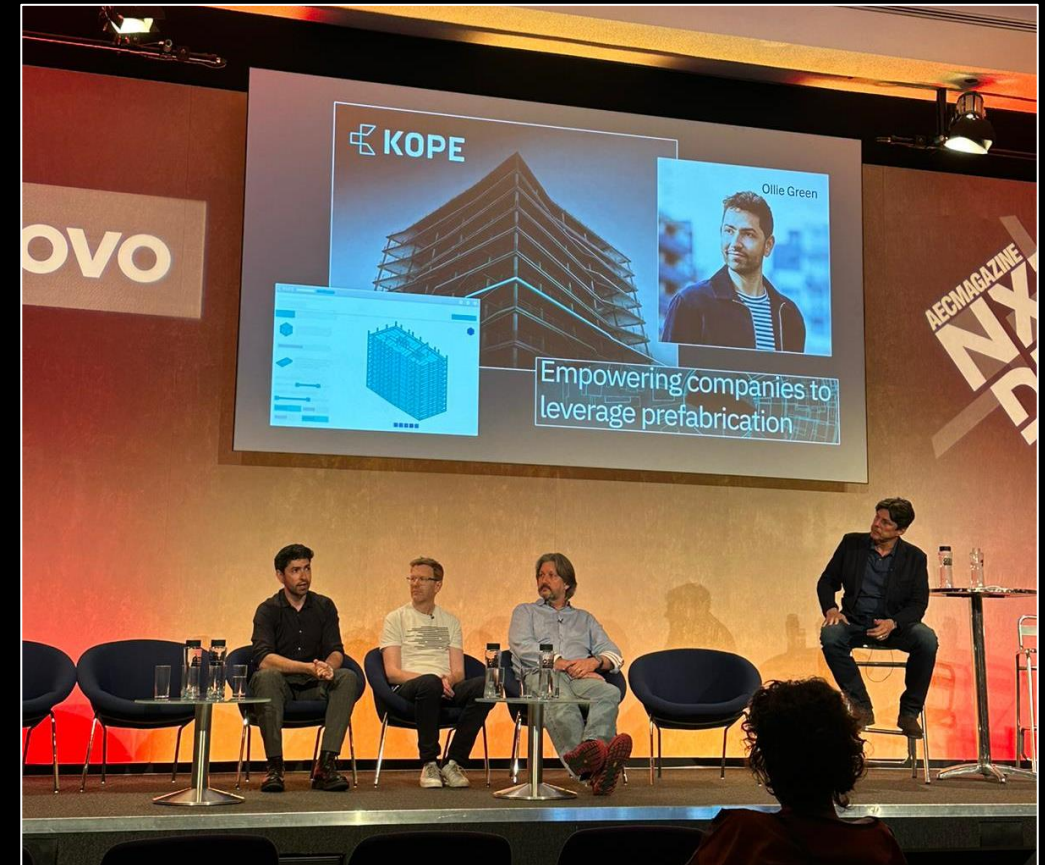 KOPE
Ollie Green
Empowering companies to
leverage prefabrication
OVO
AECMAGAZINE
NX
D